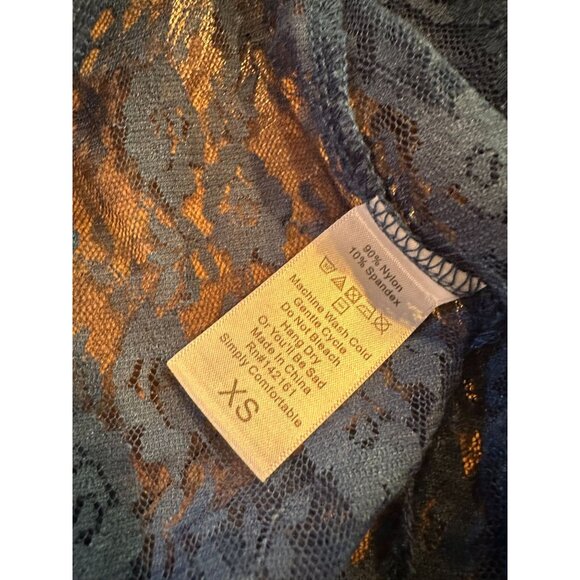 90% Nylon
10% Spandex
Machine Wash Cold
Gentle Cycle
Do Not Bleach
Hang Dry
Or You'll Be Sad
Made In China
Rn#142161
Simply Comfortable
XS